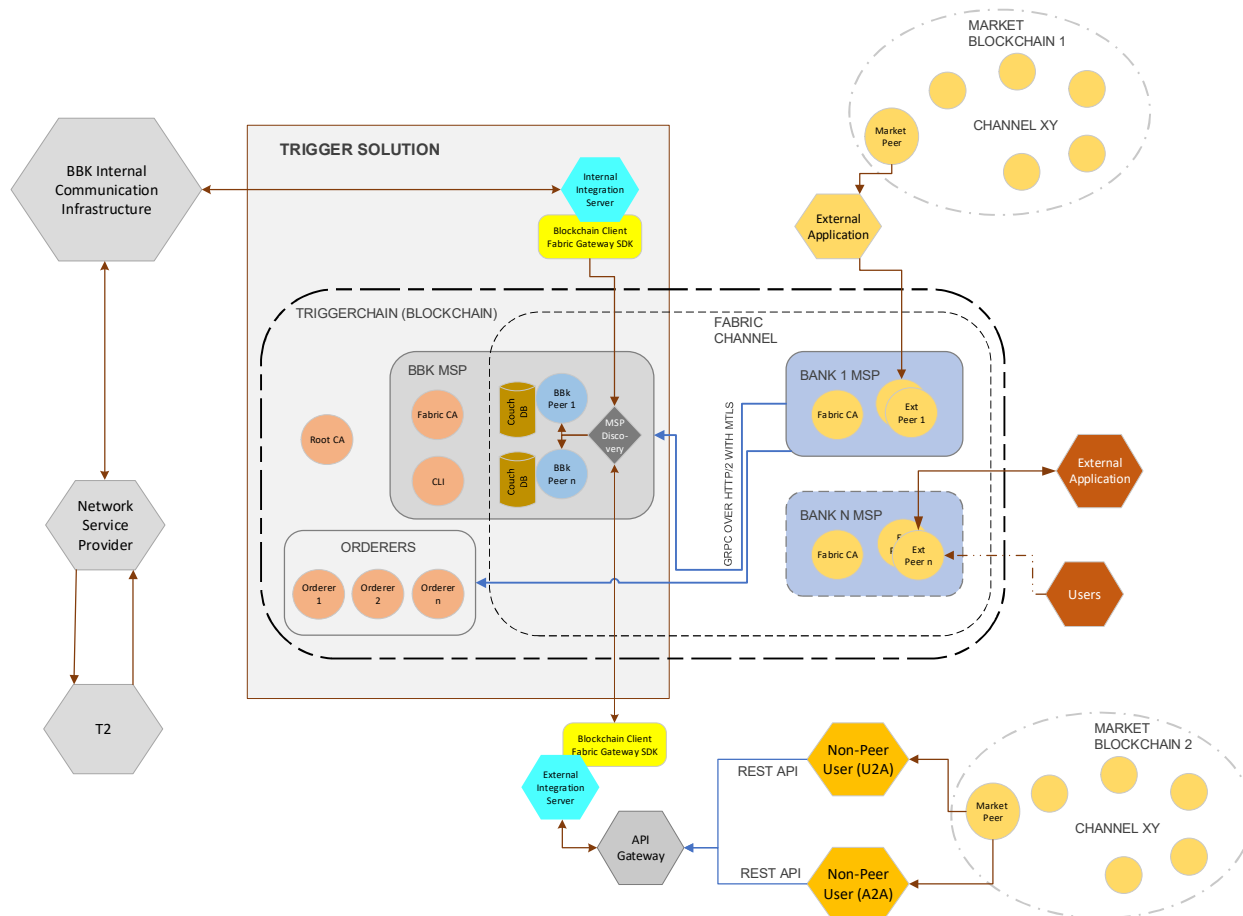 MARKET
BLOCKCHAIN 1
Market
Peer
CHANNEL XY
TRIGGER SOLUTION
BBK Internal
Communication
Infrastructure
Internal
Integration
Server
Blockchain Client
Fabric Gateway SDK
External
Application
TRIGGERCHAIN (BLOCKCHAIN)
FABRIC
CHANNEL
BBK MSP
BANK 1 MSP
Couch
DB
BBk
Peer 1
Fabric CA
MSP
Disco-
very
Fabric CA
Ext
Peer 1
Root CA
CLI
Couch
DB
BBk
Peer n
GRPC OVER HTTP/2 WITH MTLS
External
Application
Network
Service
Provider
BANK N MSP
Fabric CA
Ext
Peer n
ORDERERS
Orderer
1
Orderer
2
Orderer
n
Users
T2
Blockchain Client
Fabric Gateway SDK
External
Integration
Server
API
Gateway
REST API
Non-Peer
User (U2A)
REST API
Non-Peer
User (A2A)
MARKET
BLOCKCHAIN 2
Market
Peer
CHANNEL XY